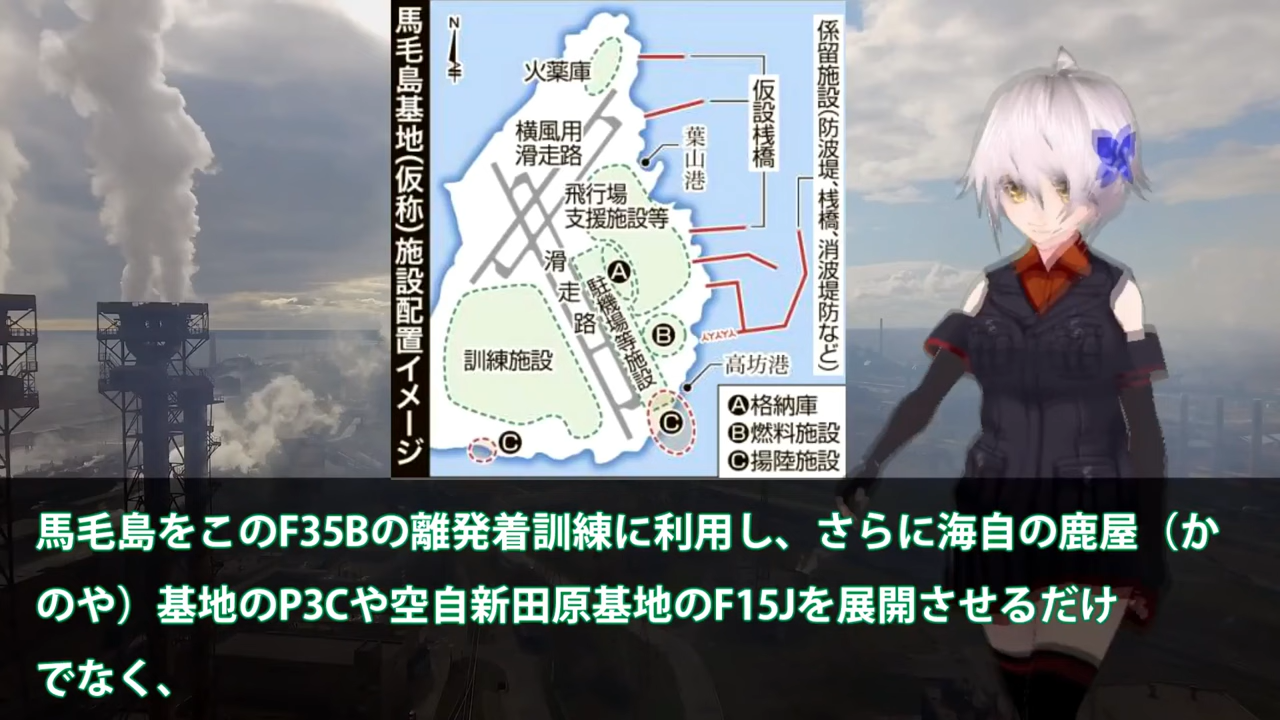 馬毛島基地(仮称)施設配置イメージ
N
火薬庫
横風用
滑走路
葉山港
仮設桟橋
係留施設(防波堤、桟橋、消波堤防など)
飛行場
支援施設等
滑走路
A
駐機場等施設
B
訓練施設
高坊港
C
C
A格納庫
B燃料施設
C揚陸施設
馬毛島をこのF35Bの離発着訓練に利用し、さらに海自の鹿屋（か
のや）基地のP3Cや空自新田原基地のF15Jを展開させるだけ
でなく、